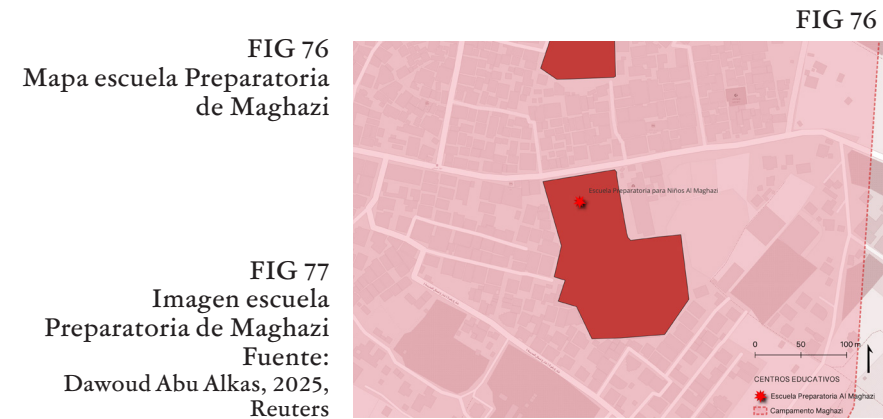 FIG 76
FIG 76
Mapa escuela Preparatoria
de Maghazi
Escuela Preparatoria para Niños Al Maghazi
FIG 77
Imagen escuela
Preparatoria de Maghazi
Fuente:
Dawoud Abu Alkas, 2025,
Reuters
0 50 100 m
CENTROS EDUCATIVOS
Escuela Preparatoria Al Maghazi
Campamento Maghazi